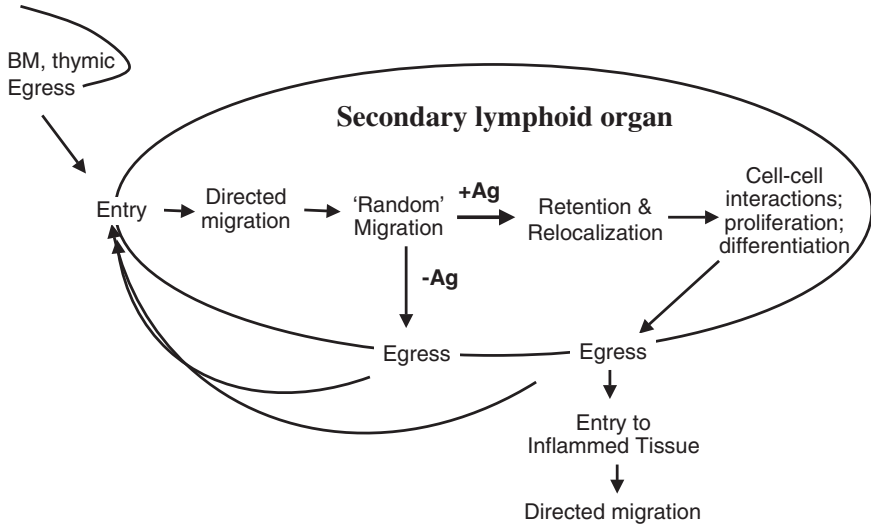 BM, thymic
Egress
Secondary lymphoid organ
Entry
Directed
migration
'Random'
Migration
+Ag
Retention &
Relocalization
Cell-cell
interactions;
proliferation;
differentiation
-Ag
Egress
Egress
Entry to
Inflammed Tissue
Directed migration